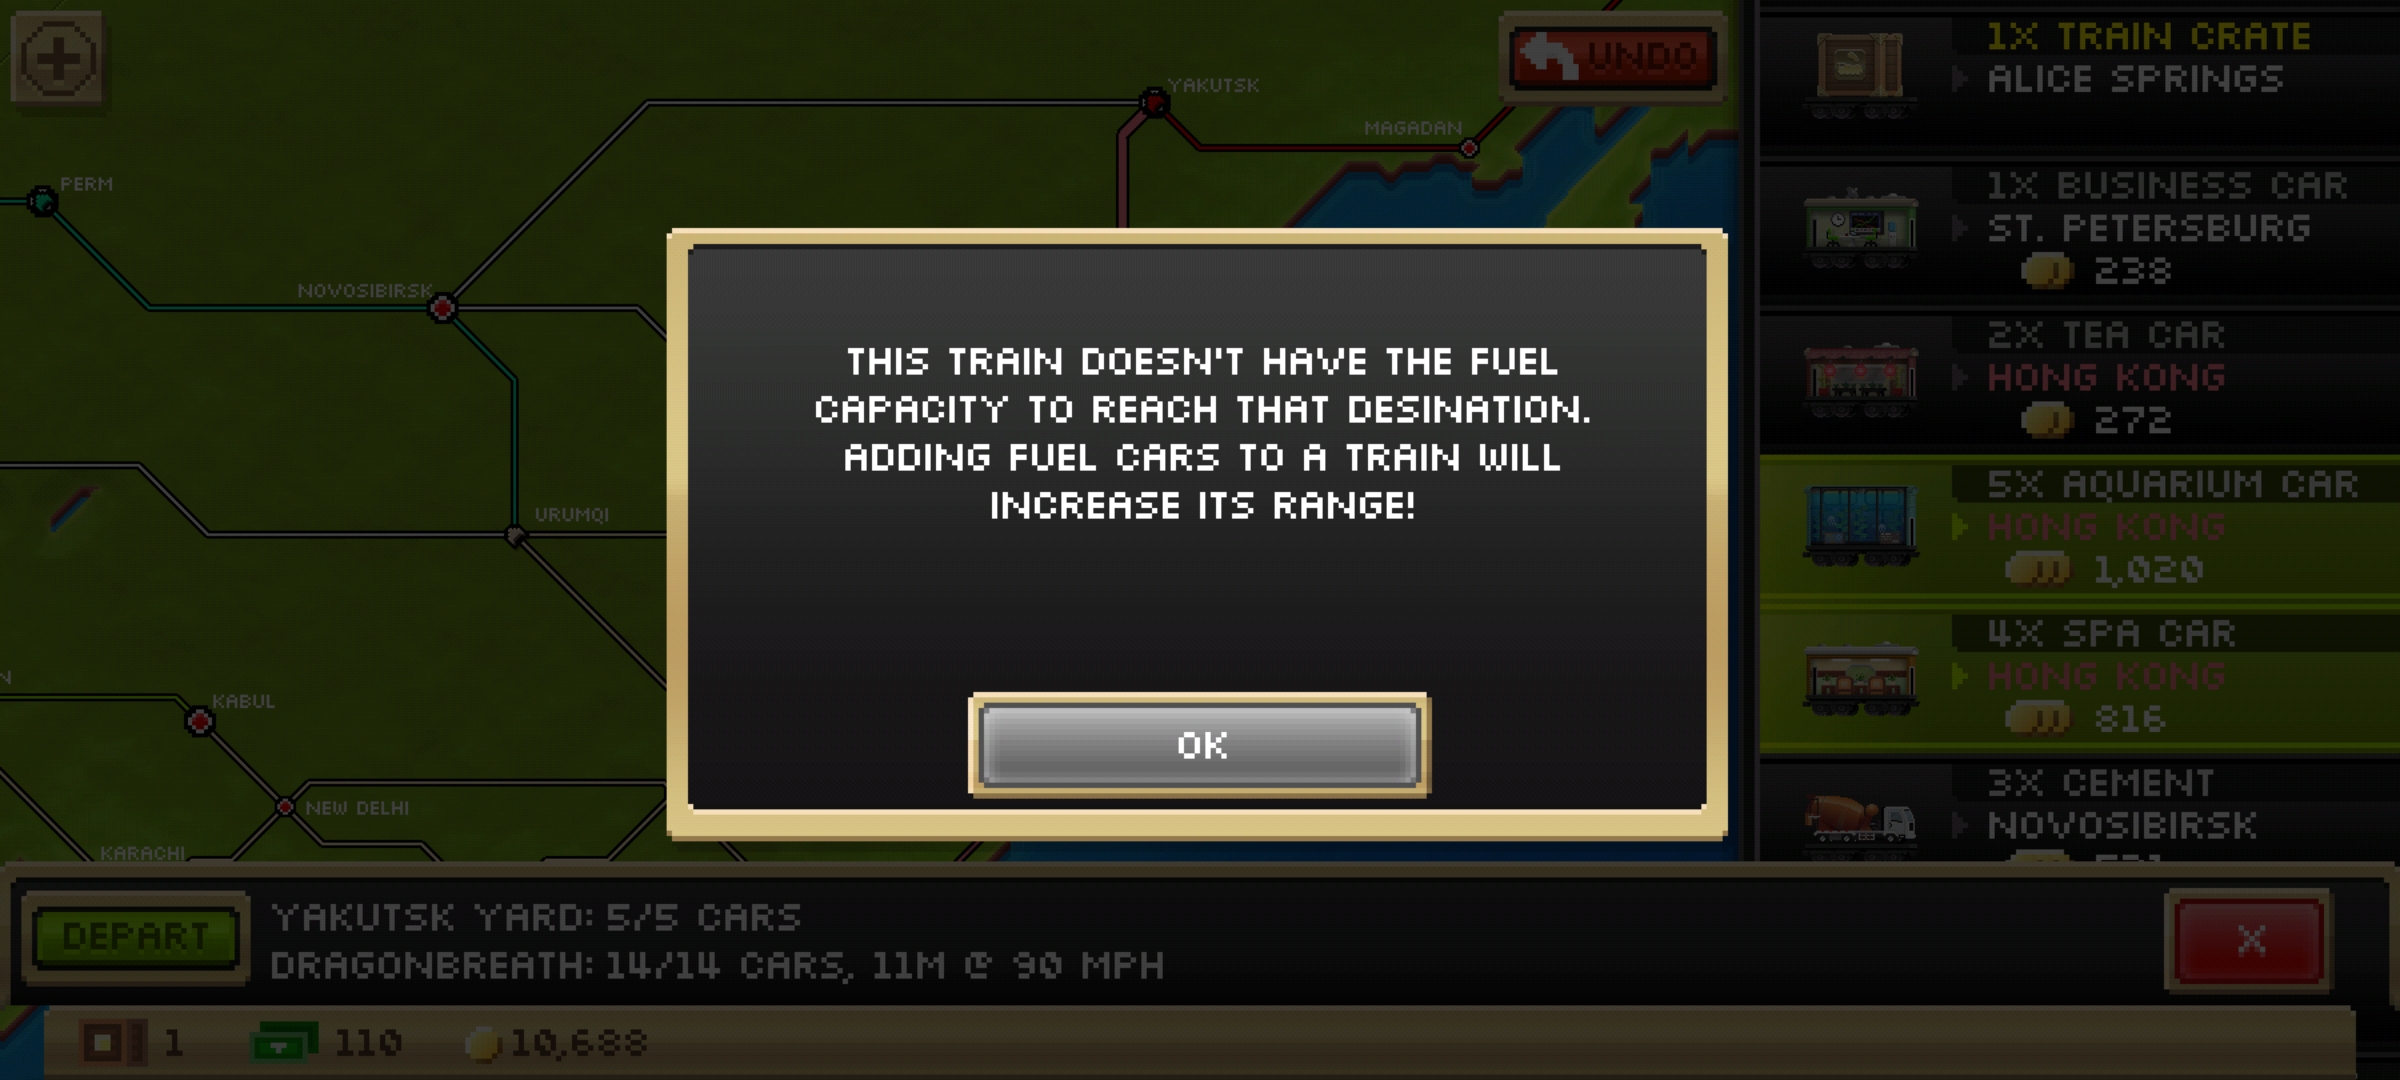 UNDO
YAKUTSK
MAGADAN
PERM
NOVOSIBIRSK
URUMQI
N
KABUL
NEW DELHI
KARACHI
THIS TRAIN DOESN'T HAVE THE FUEL
CAPACITY TO REACH THAT DESINATION.
ADDING FUEL CARS TO A TRAIN WILL
INCREASE ITS RANGE!
OK
1X TRAIN CRATE
ALICE SPRINGS
1X BUSINESS CAR
ST. PETERSBURG
238
2X TEA CAR
HONG KONG
272
5X AQUARIUM CAR
HONG KONG
1,020
4X SPA CAR
HONG KONG
816
3X CEMENT
NOVOSIBIRSK
DEPART
YAKUTSK YARD: 5/5 CARS
DRAGONBREATH: 14/14 CARS, 11M @ 90 MPH
X
1
110
10,688